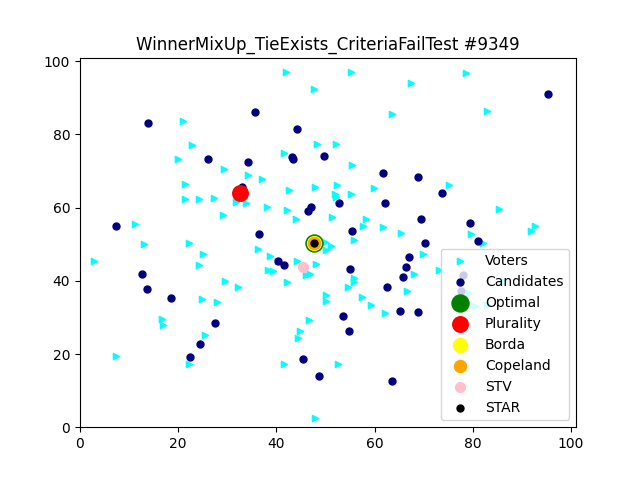 WinnerMixUp_TieExists_CriteriaFailTest #9349
100
80
60
40
20
0
0 20 40 60 80 100
Voters
Candidates
Optimal
Plurality
Borda
Copeland
STV
STAR